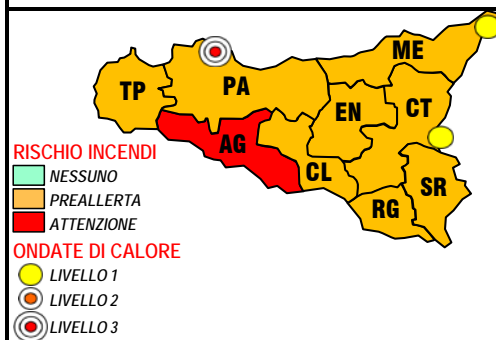 ME
TP
PA
EN
CT
AG
CL
SR
RG
RISCHIO INCENDI
NESSUNO
PREALLERTA
ATTENZIONE
ONDATE DI CALORE
LIVELLO 1
LIVELLO 2
LIVELLO 3